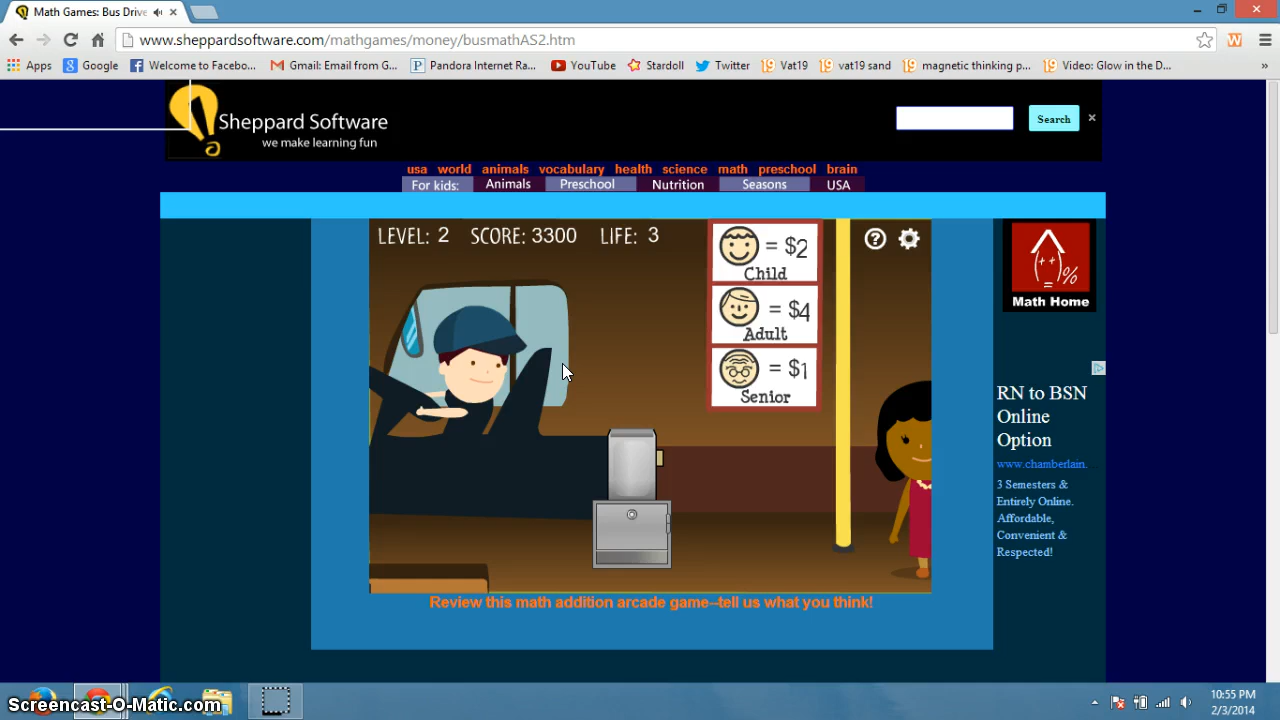 Math Games: Bus Drive
www.sheppardsoftware.com/mathgames/money/busmathAS2.htm
Apps Google Welcome to Facebo... Gmail: Email from G... Pandora Internet Ra... YouTube Stardoll Twitter Vat19 vat19 sand magnetic thinking p... Video: Glow in the D... »
Sheppard Software
we make learning fun
Search
usa world animals vocabulary health science math preschool brain
For kids: Animals Preschool Nutrition Seasons USA
LEVEL: 2 SCORE: 3300 LIFE: 3
= $2
Child
= $4
Adult
= $1
Senior
?
++
= %
Math Home
RN to BSN
Online
Option
www.chamberlain.
3 Semesters &
Entirely Online.
Affordable,
Convenient &
Respected!
Review this math addition arcade game--tell us what you think!
Screencast-O-Matic.com
10:55 PM
2/3/2014